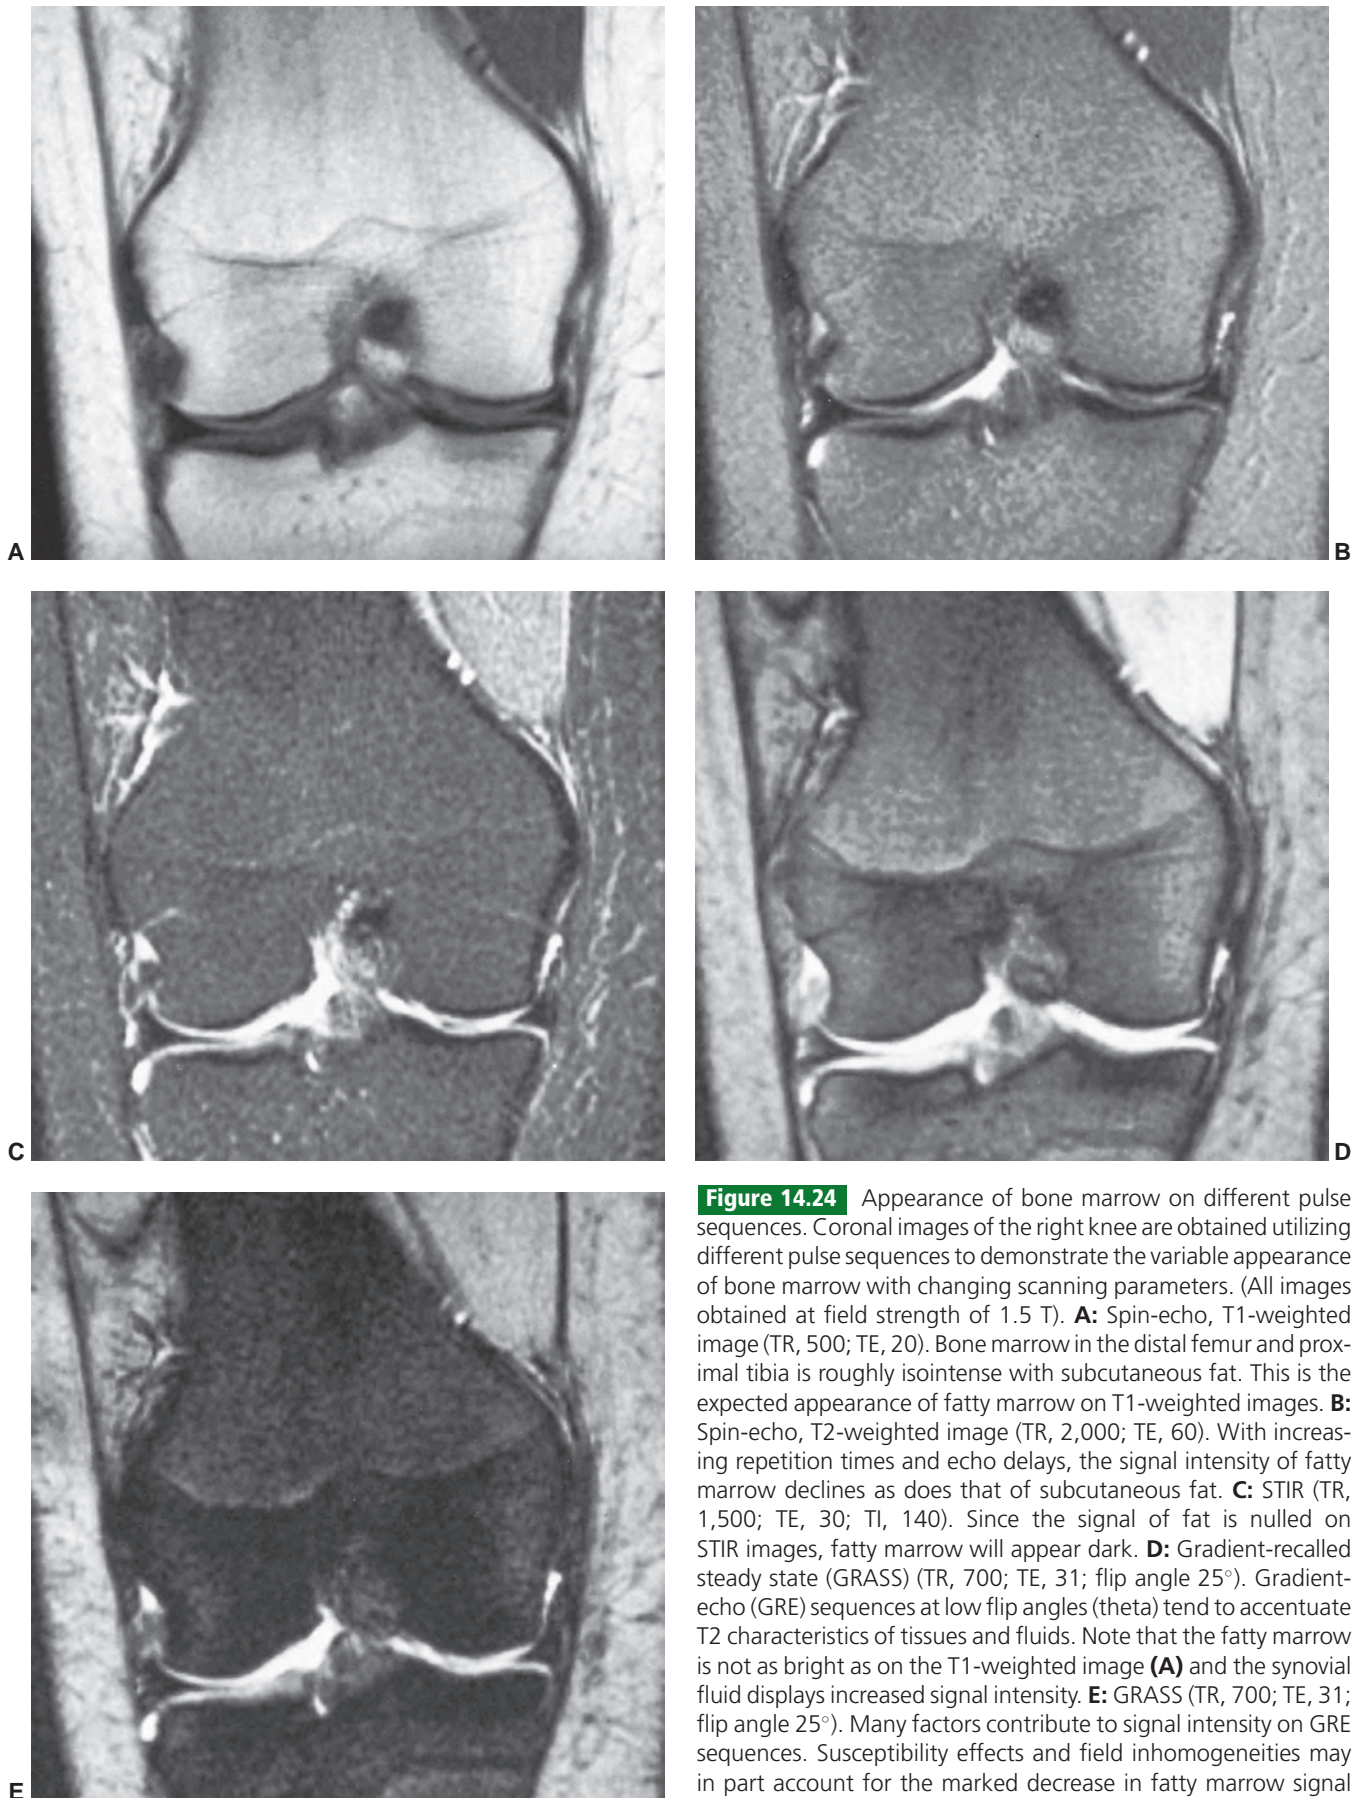 A
B
C
D
E
Figure 14.24 Appearance of bone marrow on different pulse
sequences. Coronal images of the right knee are obtained utilizing
different pulse sequences to demonstrate the variable appearance
of bone marrow with changing scanning parameters. (All images
obtained at field strength of 1.5 T). A: Spin-echo, T1-weighted
image (TR, 500; TE, 20). Bone marrow in the distal femur and prox-
imal tibia is roughly isointense with subcutaneous fat. This is the
expected appearance of fatty marrow on T1-weighted images. B:
Spin-echo, T2-weighted image (TR, 2,000; TE, 60). With increas-
ing repetition times and echo delays, the signal intensity of fatty
marrow declines as does that of subcutaneous fat. C: STIR (TR,
1,500; TE, 30; TI, 140). Since the signal of fat is nulled on
STIR images, fatty marrow will appear dark. D: Gradient-recalled
steady state (GRASS) (TR, 700; TE, 31; flip angle 25°). Gradient-
echo (GRE) sequences at low flip angles (theta) tend to accentuate
T2 characteristics of tissues and fluids. Note that the fatty marrow
is not as bright as on the T1-weighted image (A) and the synovial
fluid displays increased signal intensity. E: GRASS (TR, 700; TE, 31;
flip angle 25°). Many factors contribute to signal intensity on GRE
sequences. Susceptibility effects and field inhomogeneities may
in part account for the marked decrease in fatty marrow signal